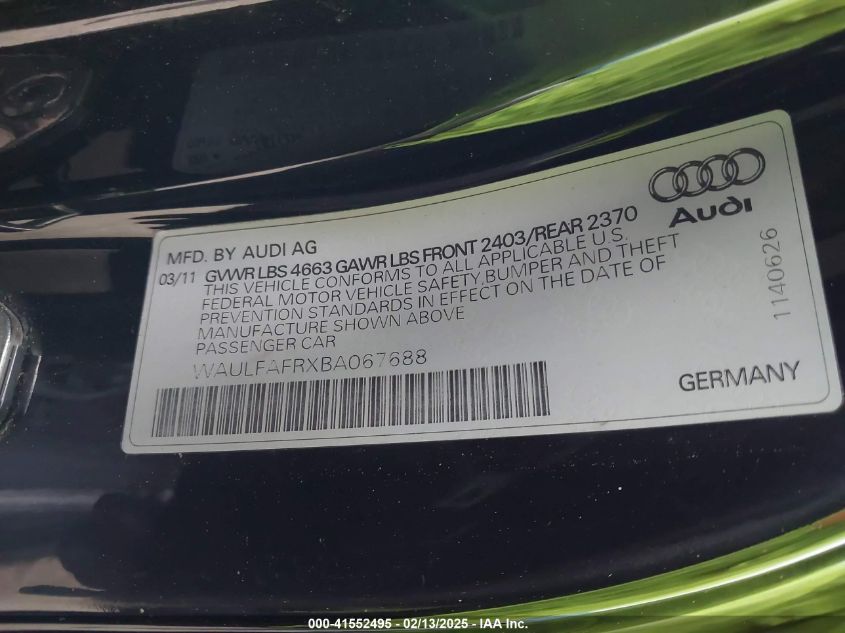 Audi
MFD. BY AUDI AG
03/11 GVWR LBS 4663 GAWR LBS FRONT 2403/REAR 2370
THIS VEHICLE CONFORMS TO ALL APPLICABLE U.S.
FEDERAL MOTOR VEHICLE SAFETY, BUMPER AND THEFT
PREVENTION STANDARDS IN EFFECT ON THE DATE OF
MANUFACTURE SHOWN ABOVE
PASSENGER CAR
WAULFAFRXBA067688
1140626
GERMANY
000-41552495 - 02/13/2025 - IAA Inc.